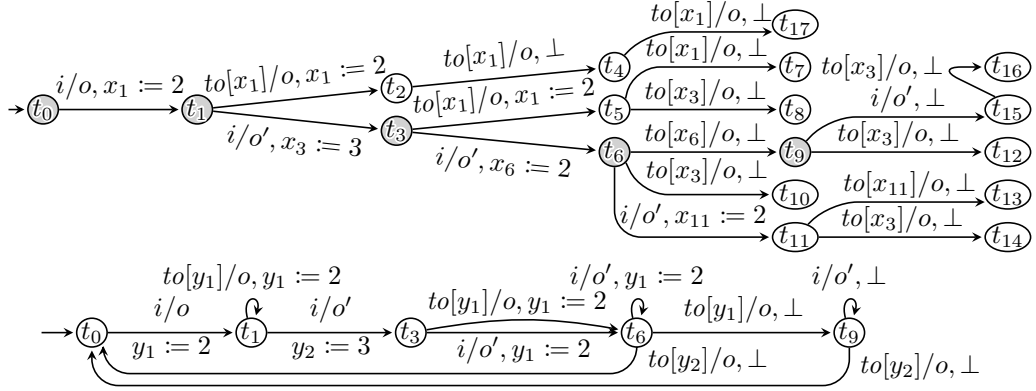 to[x₁]/o, ⊥
t₁₇
i/o, x₁ := 2
to[x₁]/o, x₁ := 2
to[x₁]/o, ⊥
t₄
to[x₁]/o, ⊥
to[x₃]/o, ⊥
t₁₆
t₂
t₇
to[x₁]/o, x₁ := 2
to[x₃]/o, ⊥
i/o′, ⊥
t₀
t₁
t₅
t₈
t₁₅
t₃
to[x₆]/o, ⊥
to[x₃]/o, ⊥
i/o′, x₃ := 3
i/o′, x₆ := 2
t₆
t₉
t₁₂
to[x₃]/o, ⊥
to[x₁₁]/o, ⊥
t₁₀
t₁₃
i/o′, x₁₁ := 2
to[x₃]/o, ⊥
t₁₁
t₁₄
to[y₁]/o, y₁ := 2
i/o′, y₁ := 2
i/o′, ⊥
i/o
i/o′
to[y₁]/o, y₁ := 2
to[y₁]/o, ⊥
t₀
t₁
t₃
t₆
t₉
y₁ := 2
y₂ := 3
i/o′, y₁ := 2
to[y₂]/o, ⊥
to[y₂]/o, ⊥